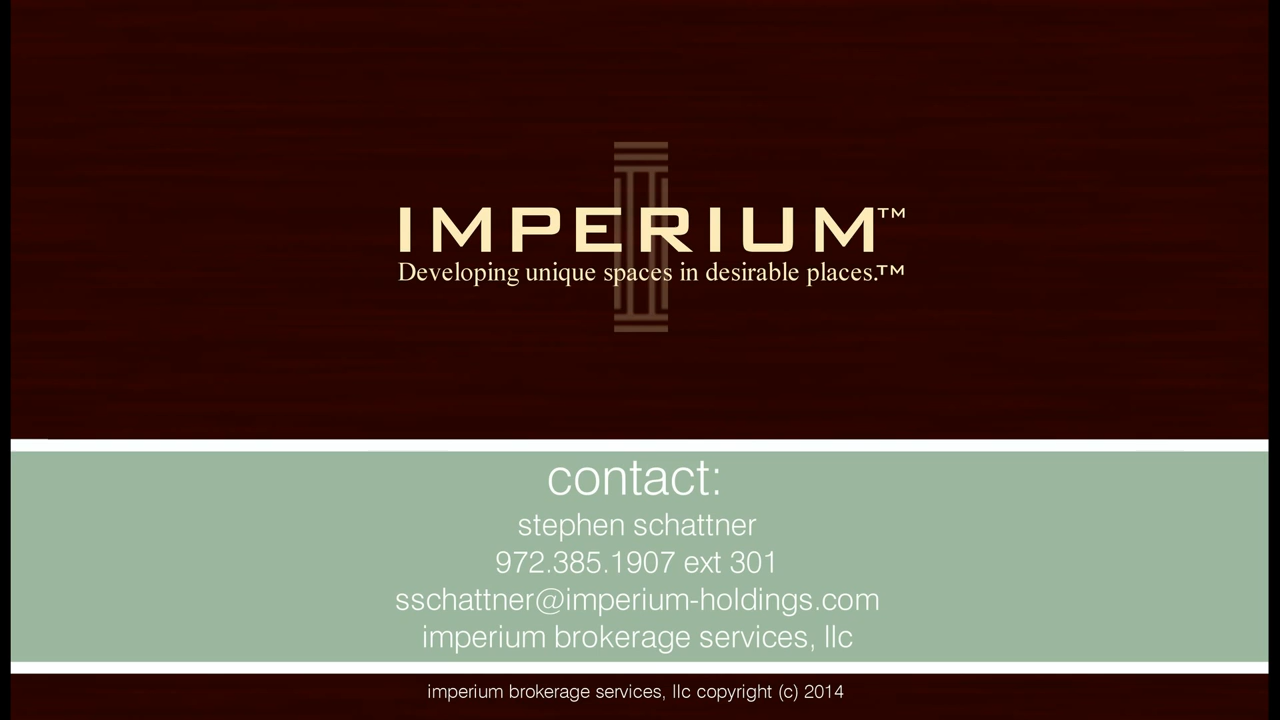 IMPERIUM™
Developing unique spaces in desirable places.™
contact:
stephen schattner
972.385.1907 ext 301
sschattner@imperium-holdings.com
imperium brokerage services, llc
imperium brokerage services, llc copyright (c) 2014